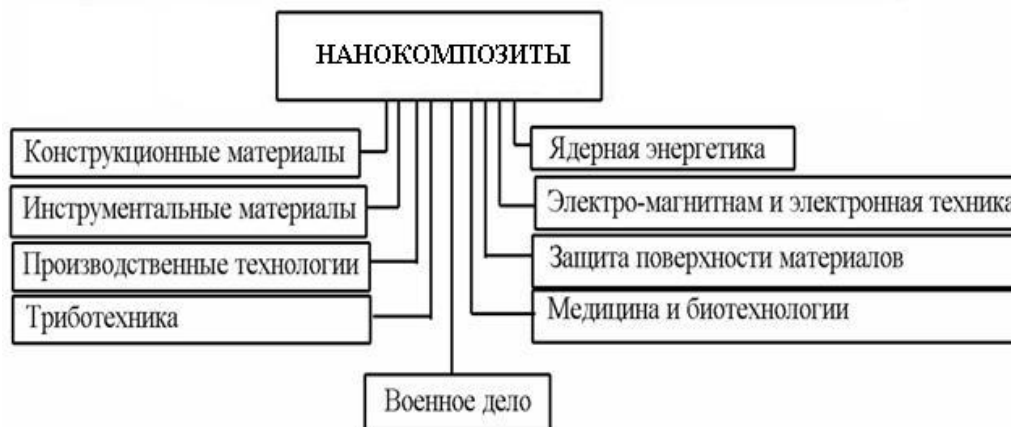 НАНОКОМПОЗИТЫ
Конструкционные материалы
Инструментальные материалы
Производственные технологии
Триботехника
Ядерная энергетика
Электро-магнитнам и электронная техника
Защита поверхности материалов
Медицина и биотехнологии
Военное дело